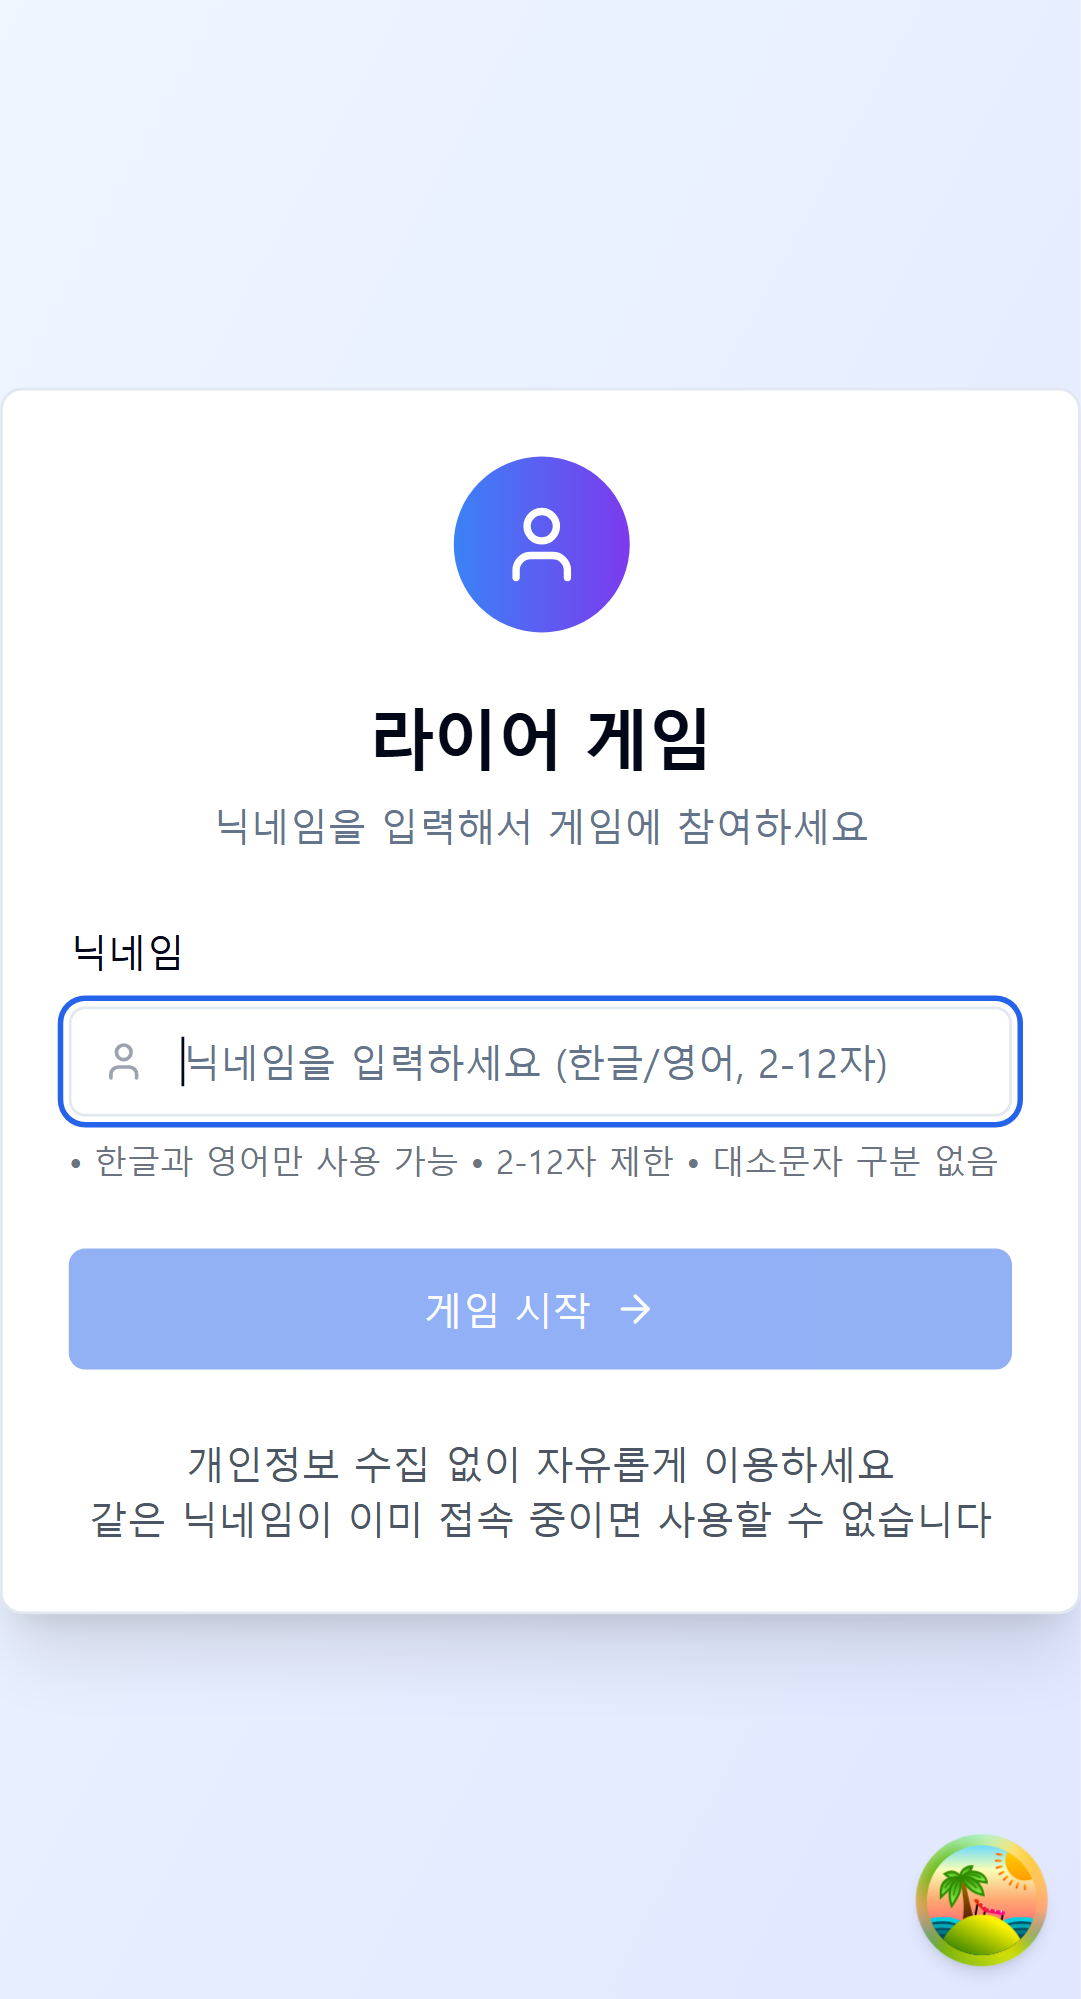 라이어 게임
닉네임을 입력해서 게임에 참여하세요
닉네임
닉네임을 입력하세요 (한글/영어, 2-12자)
• 한글과 영어만 사용 가능 • 2-12자 제한 • 대소문자 구분 없음
게임 시작 →
개인정보 수집 없이 자유롭게 이용하세요
같은 닉네임이 이미 접속 중이면 사용할 수 없습니다